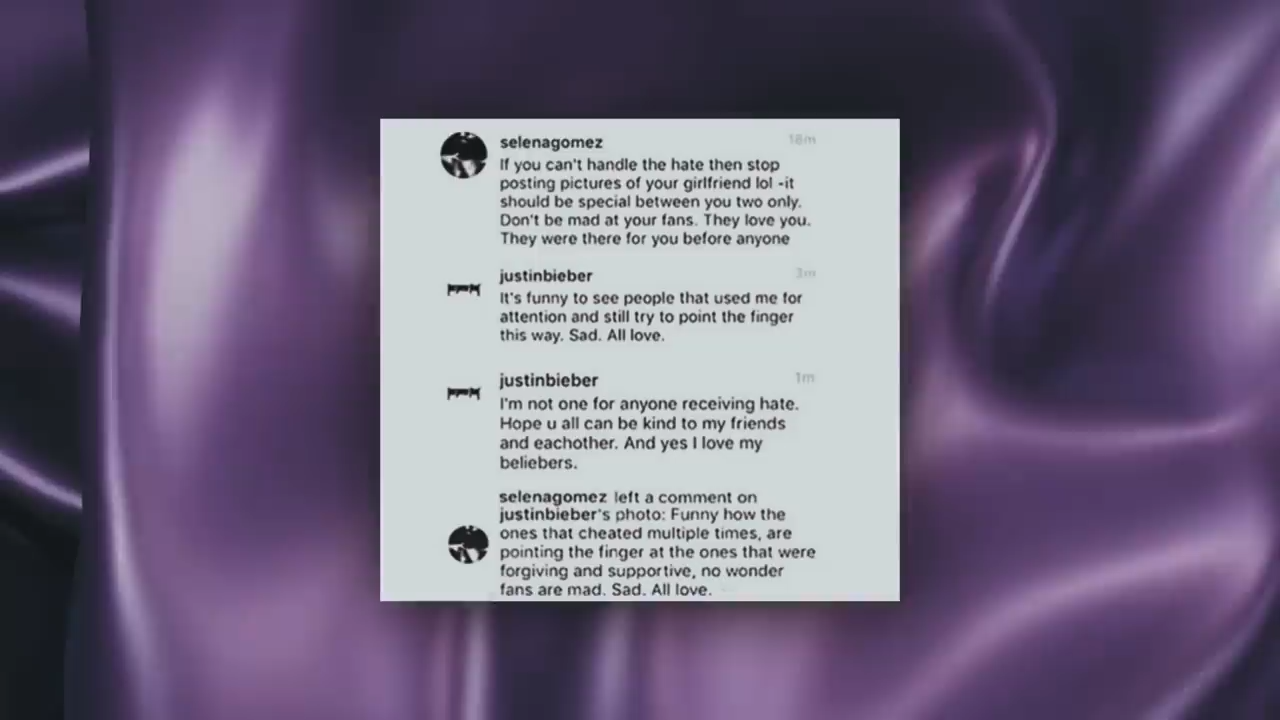 selenagomez 18m
If you can't handle the hate then stop
posting pictures of your girlfriend lol -it
should be special between you two only.
Don't be mad at your fans. They love you.
They were there for you before anyone
justinbieber 3m
It's funny to see people that used me for
attention and still try to point the finger
this way. Sad. All love.
justinbieber 1m
I'm not one for anyone receiving hate.
Hope u all can be kind to my friends
and eachother. And yes I love my
beliebers.
selenagomez left a comment on
justinbieber's photo: Funny how the
ones that cheated multiple times, are
pointing the finger at the ones that were
forgiving and supportive, no wonder
fans are mad. Sad. All love.